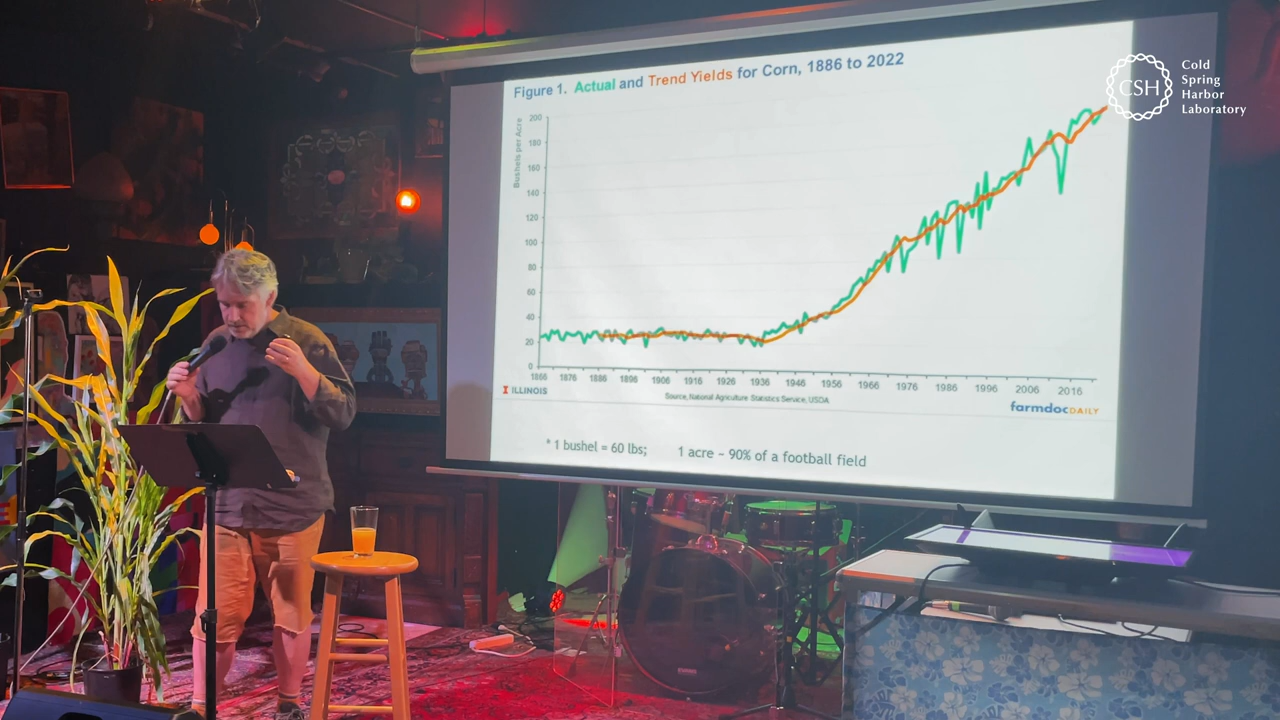 Figure 1. Actual and Trend Yields for Corn, 1886 to 2022
CSH
Cold
Spring
Harbor
Laboratory
Bushels per Acre
200
180
160
140
120
100
80
60
40
20
0
1866 1876 1886 1896 1906 1916 1926 1936 1946 1956 1966 1976 1986 1996 2006 2016
I ILLINOIS
Source, National Agriculture Statistics Service, USDA
farmdocDAILY
* 1 bushel = 60 lbs; 1 acre ~ 90% of a football field